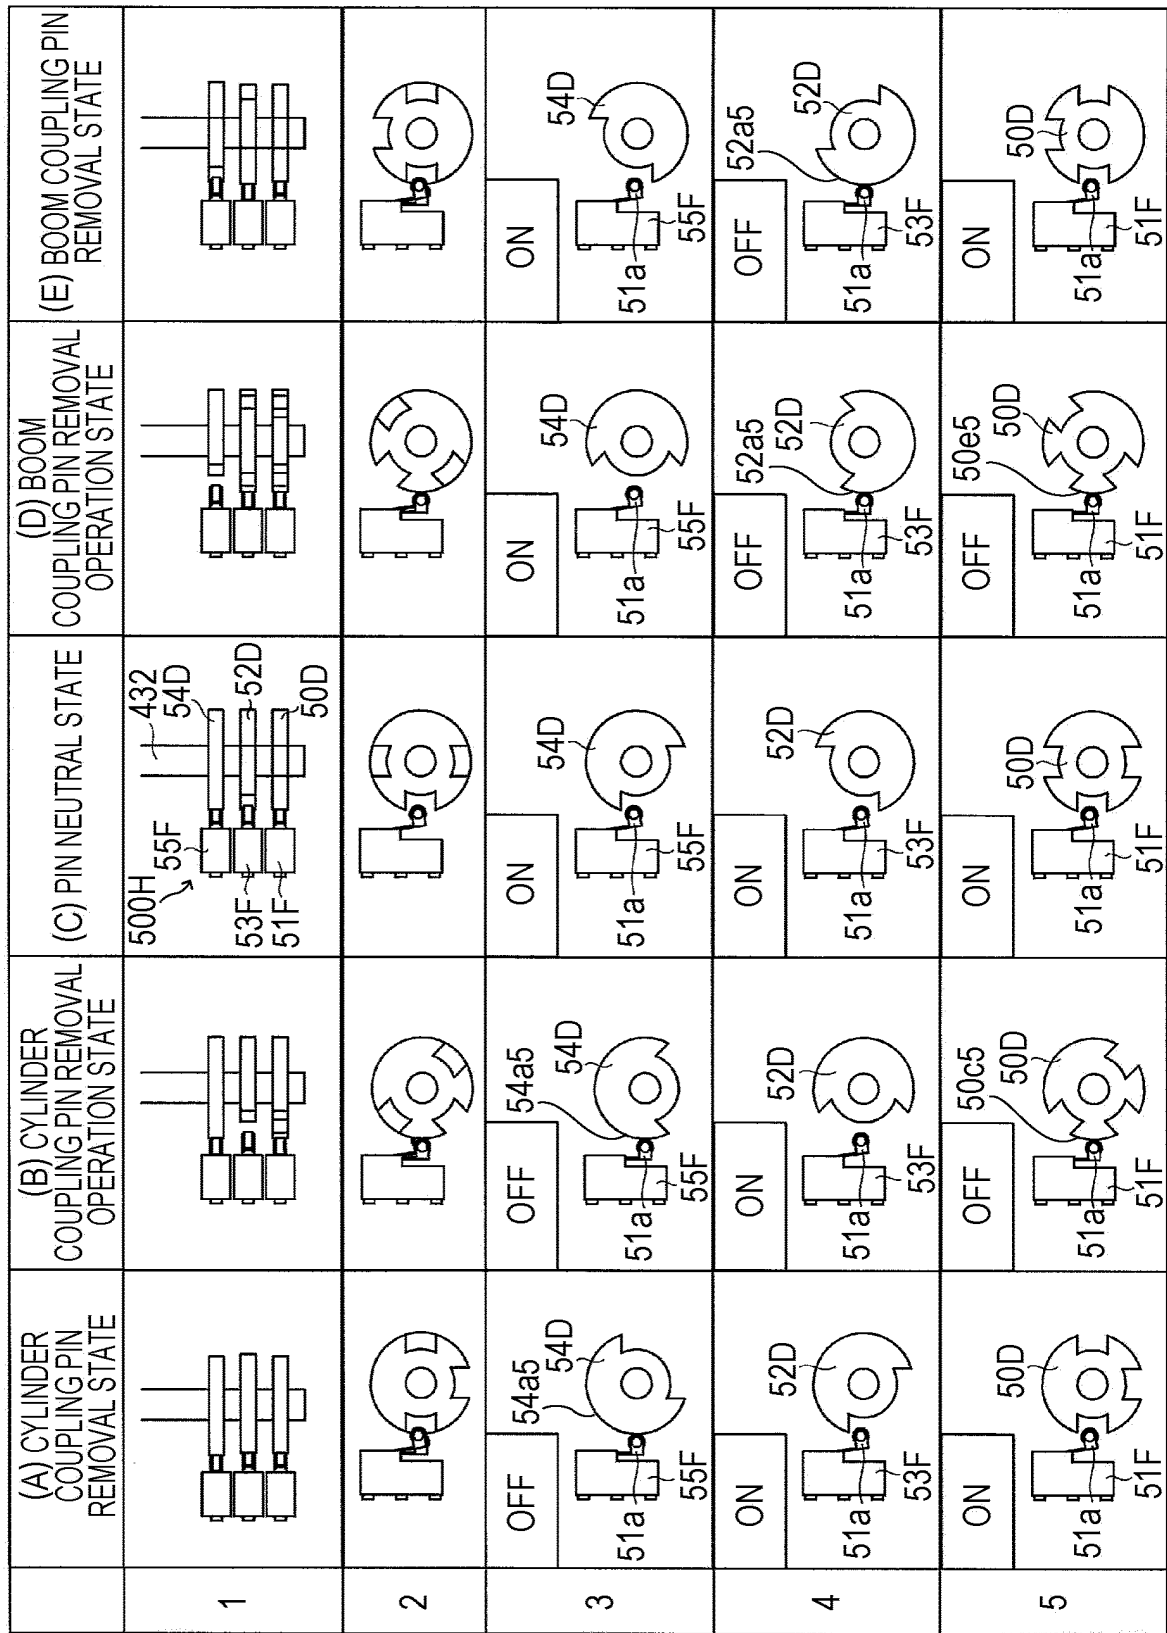 (A) CYLINDER
COUPLING PIN
REMOVAL STATE
(B) CYLINDER
COUPLING PIN REMOVAL
OPERATION STATE
(C) PIN NEUTRAL STATE
(D) BOOM
COUPLING PIN REMOVAL
OPERATION STATE
(E) BOOM COUPLING PIN
REMOVAL STATE
1
500H
55F
53F
51F
432
54D
52D
50D
2
3
OFF
54a5
54D
51a
55F
OFF
54a5
54D
51a
55F
ON
54D
51a
55F
ON
54D
51a
55F
ON
54D
51a
55F
4
ON
52D
51a
53F
ON
52D
51a
53F
ON
52D
51a
53F
OFF
52a5
52D
51a
53F
OFF
52a5
52D
51a
53F
5
ON
50D
51a
51F
OFF
50c5
50D
51a
51F
ON
50D
51a
51F
OFF
50e5
50D
51a
51F
ON
50D
51a
51F